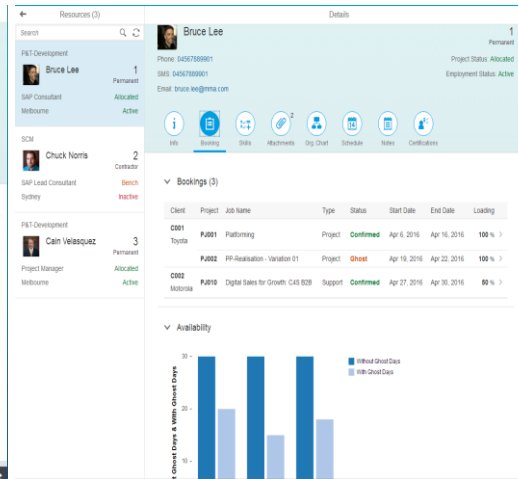 Resources (3)
Details
Search
P&T-Development
Bruce Lee
1
Permanent
SAP Consultant
Allocated
Melbourne
Active
SCM
Chuck Norris
2
Contractor
SAP Lead Consultant
Bench
Sydney
Inactive
P&T-Development
Cain Velasquez
3
Permanent
Project Manager
Allocated
Melbourne
Active
Bruce Lee
1
Permanent
Phone: 04567889901
Project Status: Allocated
SMS: 04567889901
Employment Status: Active
Email: bruce.lee@mma.com
2
Info Booking Skills Attachments Org. Chart Schedule Notes Certifications
Bookings (3)
Client Project Job Name Type Status Start Date End Date Loading
C001
Toyota
PJ001 Platforming Project Confirmed Apr 6, 2016 Apr 16, 2016 100 %
PJ002 PP-Realisation - Variation 01 Project Ghost Apr 19, 2016 Apr 22, 2016 100 %
C002
Motorola
PJ010 Digital Sales for Growth: C4S B2B Support Confirmed Apr 27, 2016 Apr 30, 2016 50 %
Availability
30
20
10
t Ghost Days & With Ghost Days
Without Ghost Days
With Ghost Days